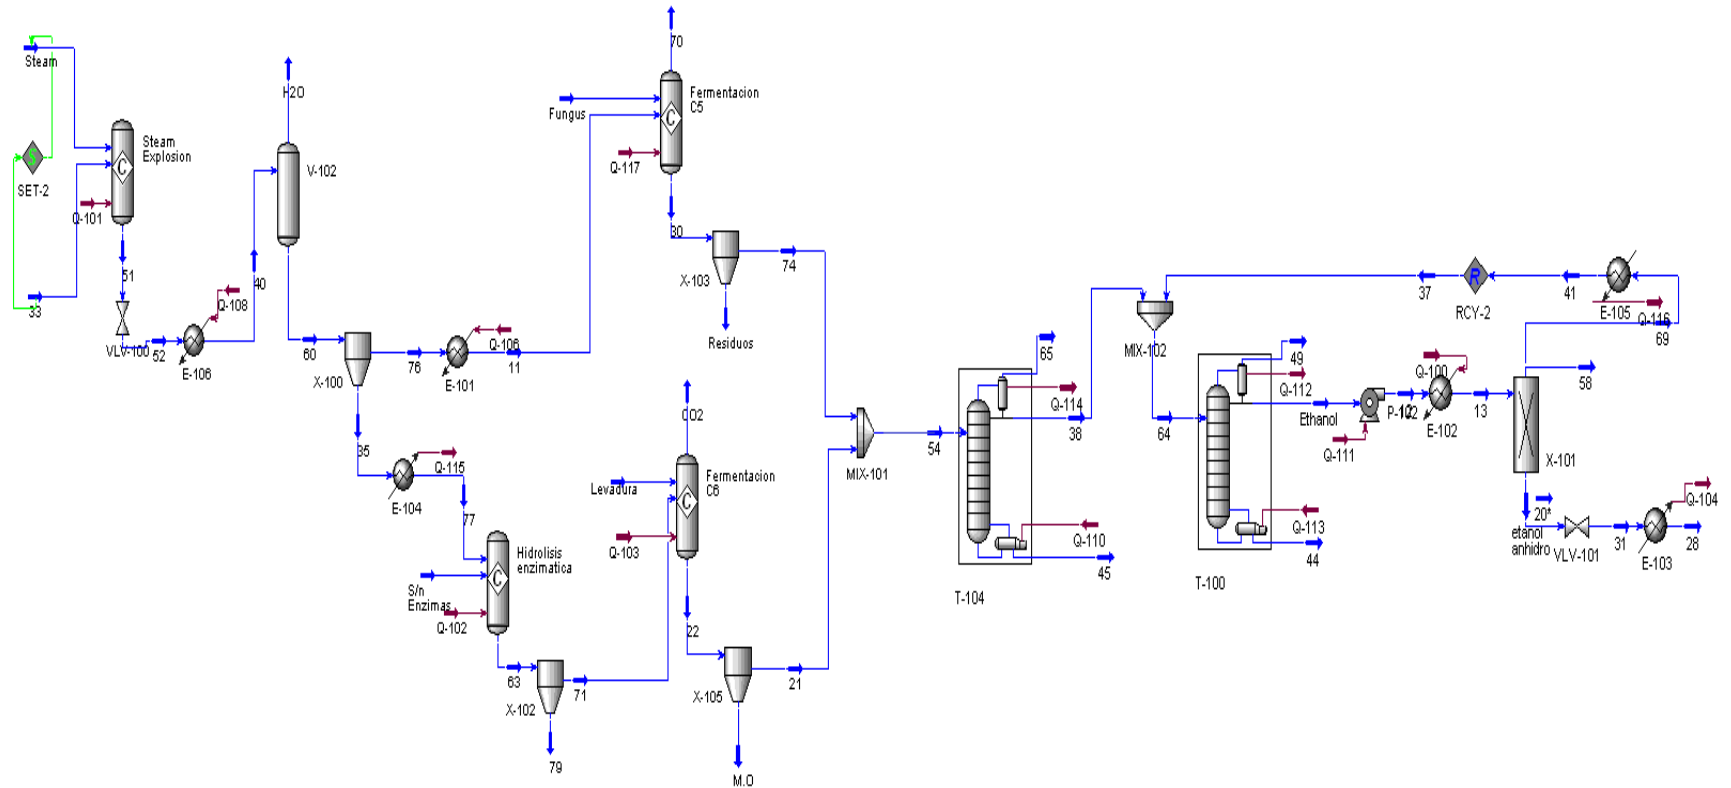 Steam
S
SET-2
33
Steam
Explosion
C
Q-101
51
VLV-100
52
E-106
Q-108
40
H2O
V-102
60
X-100
76
E-101
Q-106
11
35
E-104
Q-115
77
Hidrolisis
enzimatica
C
S/n
Enzimas
Q-102
63
X-102
71
79
70
Fermentacion
C5
C
Fungus
Q-117
30
X-103
74
Residuos
CO2
Fermentacion
C6
C
Levadura
Q-103
22
X-105
21
M.O
MIX-101
54
T-104
65
Q-114
38
Q-110
45
MIX-102
64
37
R
RCY-2
41
E-105
Q-116
69
T-100
49
Q-112
Ethanol
Q-113
44
Q-111
P-102
12
Q-100
E-102
13
X-101
58
20*
etanol
anhidro
VLV-101
31
E-103
Q-104
28